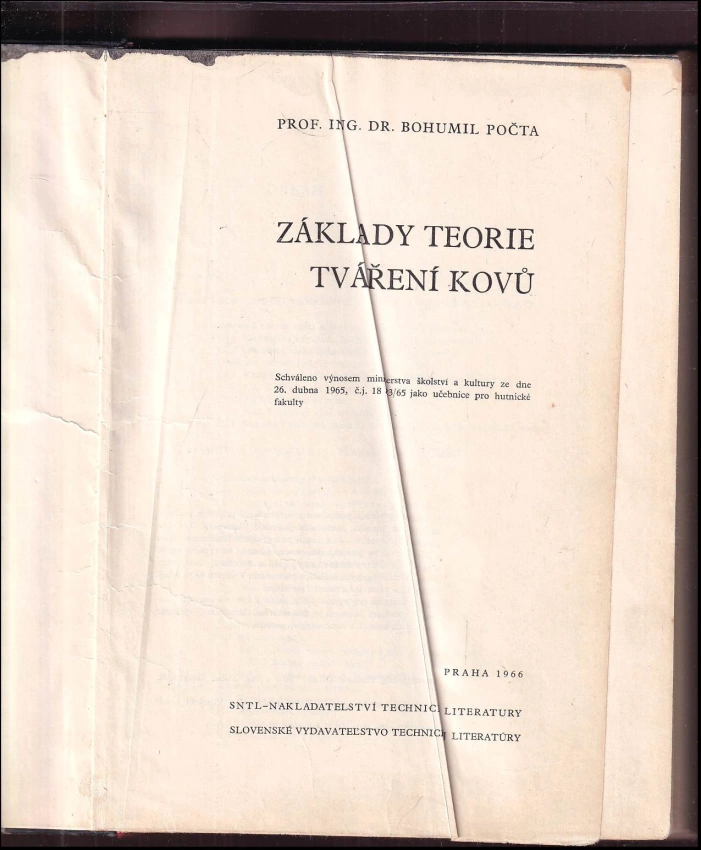 PROF. ING. DR. BOHUMIL POČTA
ZÁKLADY TEORIE
TVÁŘENÍ KOVŮ
Schváleno výnosem ministerstva školství a kultury ze dne
26. dubna 1965, č.j. 18 3/65 jako učebnice pro hutnické
fakulty
PRAHA 1966
SNTL–NAKLADATELSTVÍ TECHNIC LITERATURY
SLOVENSKÉ VYDAVATEĽSTVO TECHNIC LITERATÚRY